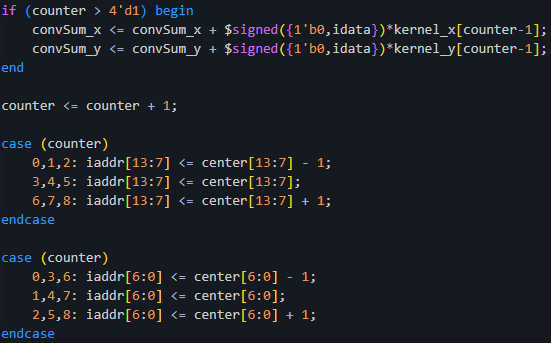 if (counter > 4'd1) begin
    convSum_x <= convSum_x + $signed({1'b0,idata})*kernel_x[counter-1];
    convSum_y <= convSum_y + $signed({1'b0,idata})*kernel_y[counter-1];
end

counter <= counter + 1;

case (counter)
    0,1,2: iaddr[13:7] <= center[13:7] - 1;
    3,4,5: iaddr[13:7] <= center[13:7];
    6,7,8: iaddr[13:7] <= center[13:7] + 1;
endcase

case (counter)
    0,3,6: iaddr[6:0] <= center[6:0] - 1;
    1,4,7: iaddr[6:0] <= center[6:0];
    2,5,8: iaddr[6:0] <= center[6:0] + 1;
endcase